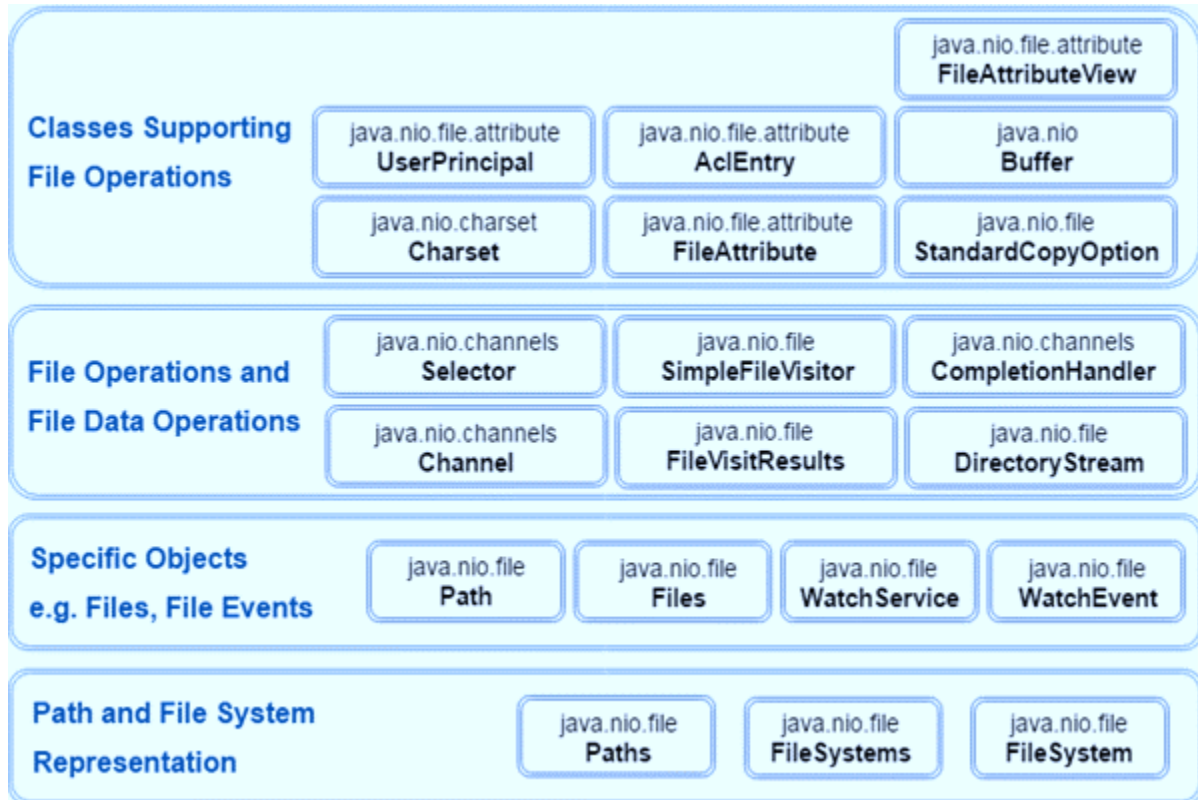 java.nio.file.attribute
FileAttributeView
Classes Supporting
File Operations
java.nio.file.attribute
UserPrincipal
java.nio.file.attribute
AclEntry
java.nio
Buffer
java.nio.charset
Charset
java.nio.file.attribute
FileAttribute
java.nio.file
StandardCopyOption
File Operations and
File Data Operations
java.nio.channels
Selector
java.nio.file
SimpleFileVisitor
java.nio.channels
CompletionHandler
java.nio.channels
Channel
java.nio.file
FileVisitResults
java.nio.file
DirectoryStream
Specific Objects
e.g. Files, File Events
java.nio.file
Path
java.nio.file
Files
java.nio.file
WatchService
java.nio.file
WatchEvent
Path and File System
Representation
java.nio.file
Paths
java.nio.file
FileSystems
java.nio.file
FileSystem